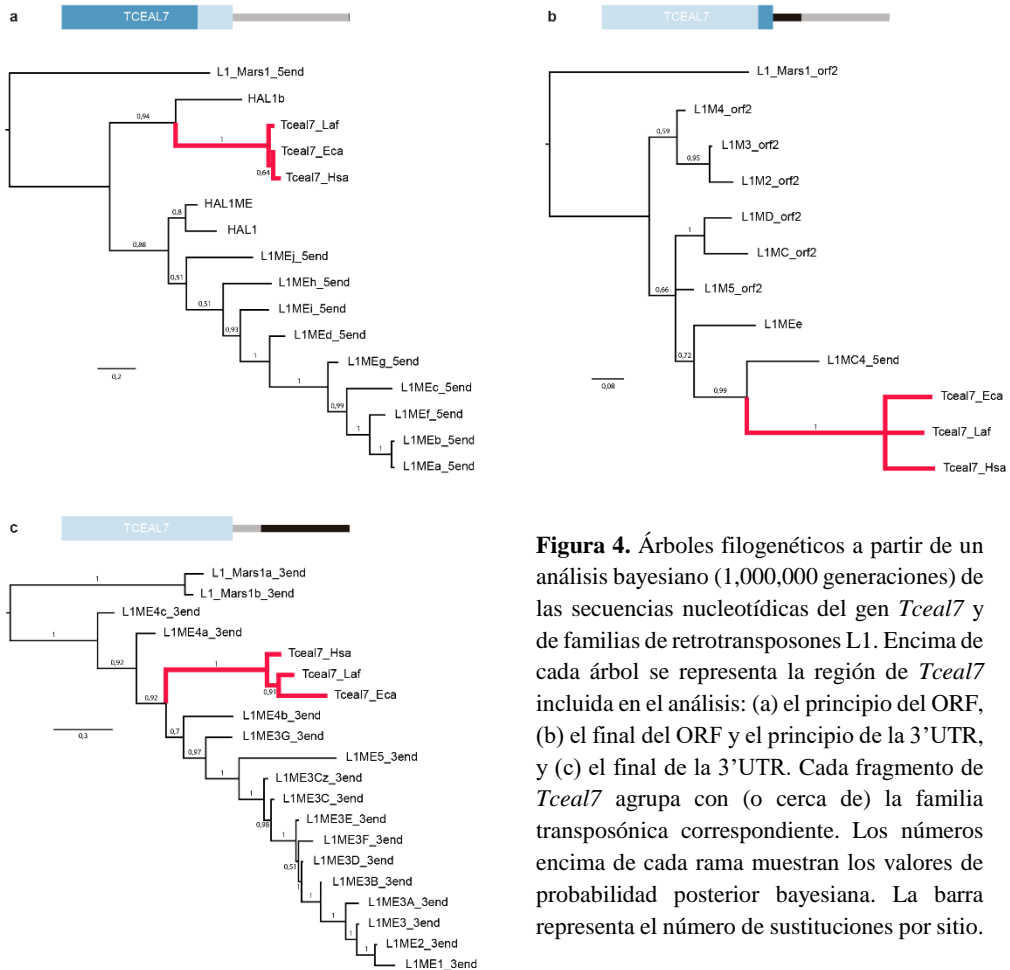 a
TCEAL7
L1_Mars1_5end
HAL1b
0,94
Tceal7_Laf
1
Tceal7_Eca
0,64
Tceal7_Hsa
HAL1ME
0,8
HAL1
0,88
L1MEj_5end
0,51
L1MEh_5end
0,51
L1MEi_5end
0,93
L1MEd_5end
1
L1MEg_5end
1
0,2
L1MEc_5end
0,99
L1MEf_5end
1
L1MEb_5end
1
L1MEa_5end
b
TCEAL7
L1_Mars1_orf2
L1M4_orf2
0,59
L1M3_orf2
0,95
L1M2_orf2
L1MD_orf2
1
L1MC_orf2
L1M5_orf2
0,66
L1MEe
0,72
L1MC4_5end
0,08
0,99
Tceal7_Eca
1
Tceal7_Laf
Tceal7_Hsa
c
TCEAL7
L1_Mars1a_3end
1
L1_Mars1b_3end
L1ME4c_3end
1
L1ME4a_3end
0,92
Tceal7_Hsa
1
Tceal7_Laf
0,91
Tceal7_Eca
0,92
L1ME4b_3end
0,7
0,3
L1ME3G_3end
0,97
L1ME5_3end
1
L1ME3Cz_3end
L1ME3C_3end
0,98
L1ME3E_3end
1
L1ME3F_3end
0,51
L1ME3D_3end
1
L1ME3B_3end
1
L1ME3A_3end
1
L1ME3_3end
1
L1ME2_3end
1
L1ME1_3end
Figura 4. Árboles filogenéticos a partir de un
análisis bayesiano (1,000,000 generaciones) de
las secuencias nucleotídicas del gen Tceal7 y
de familias de retrotransposones L1. Encima de
cada árbol se representa la región de Tceal7
incluida en el análisis: (a) el principio del ORF,
(b) el final del ORF y el principio de la 3’UTR,
y (c) el final de la 3’UTR. Cada fragmento de
Tceal7 agrupa con (o cerca de) la familia
transposónica correspondiente. Los números
encima de cada rama muestran los valores de
probabilidad posterior bayesiana. La barra
representa el número de sustituciones por sitio.